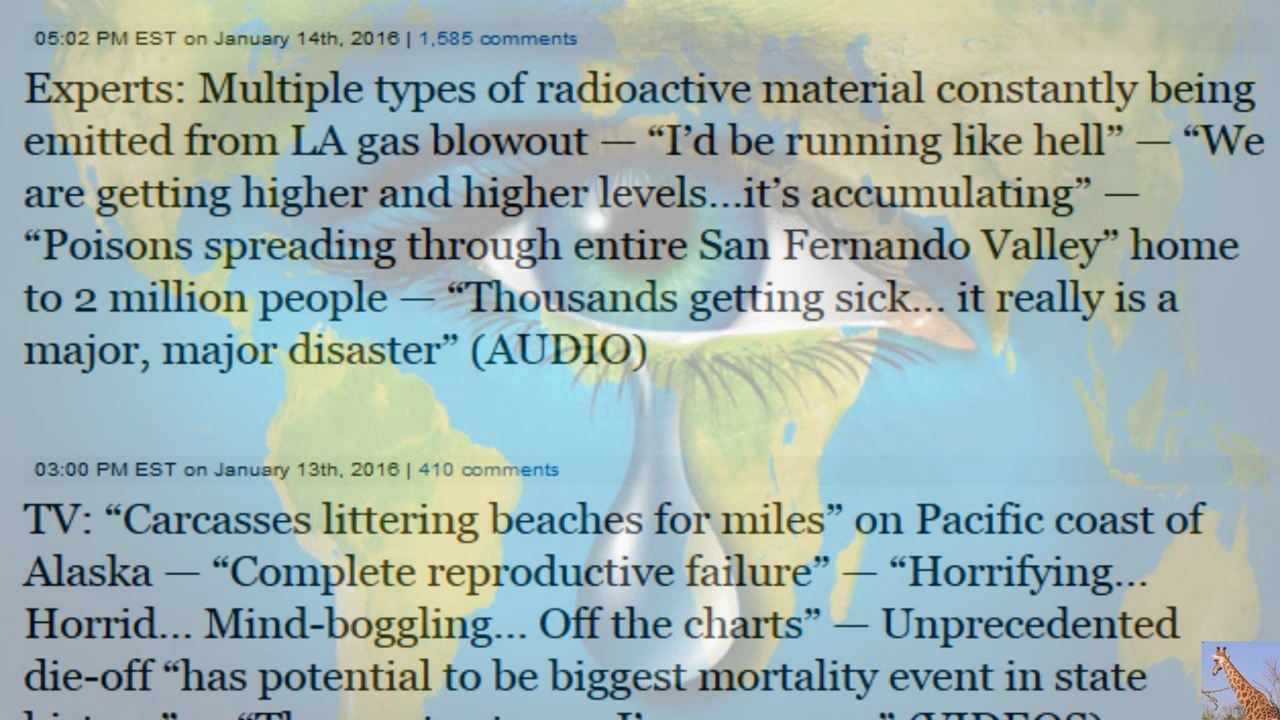 05:02 PM EST on January 14th, 2016 | 1,585 comments
Experts: Multiple types of radioactive material constantly being
emitted from LA gas blowout — “I’d be running like hell” — “We
are getting higher and higher levels…it’s accumulating” —
“Poisons spreading through entire San Fernando Valley” home
to 2 million people — “Thousands getting sick… it really is a
major, major disaster” (AUDIO)
03:00 PM EST on January 13th, 2016 | 410 comments
TV: “Carcasses littering beaches for miles” on Pacific coast of
Alaska — “Complete reproductive failure” — “Horrifying…
Horrid… Mind-boggling… Off the charts” — Unprecedented
die-off “has potential to be biggest mortality event in state